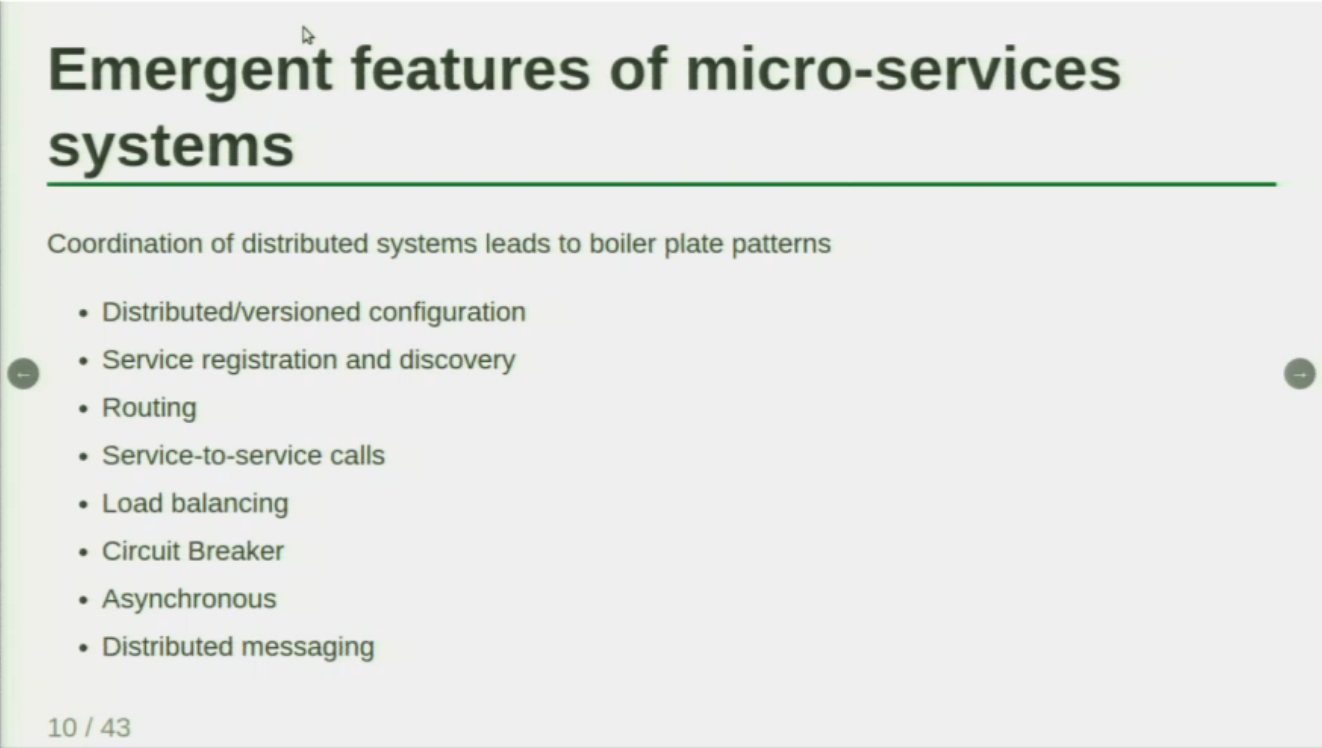 Emergent features of micro-services
systems
Coordination of distributed systems leads to boiler plate patterns
• Distributed/versioned configuration
• Service registration and discovery
• Routing
• Service-to-service calls
• Load balancing
• Circuit Breaker
• Asynchronous
• Distributed messaging
←
→
10 / 43